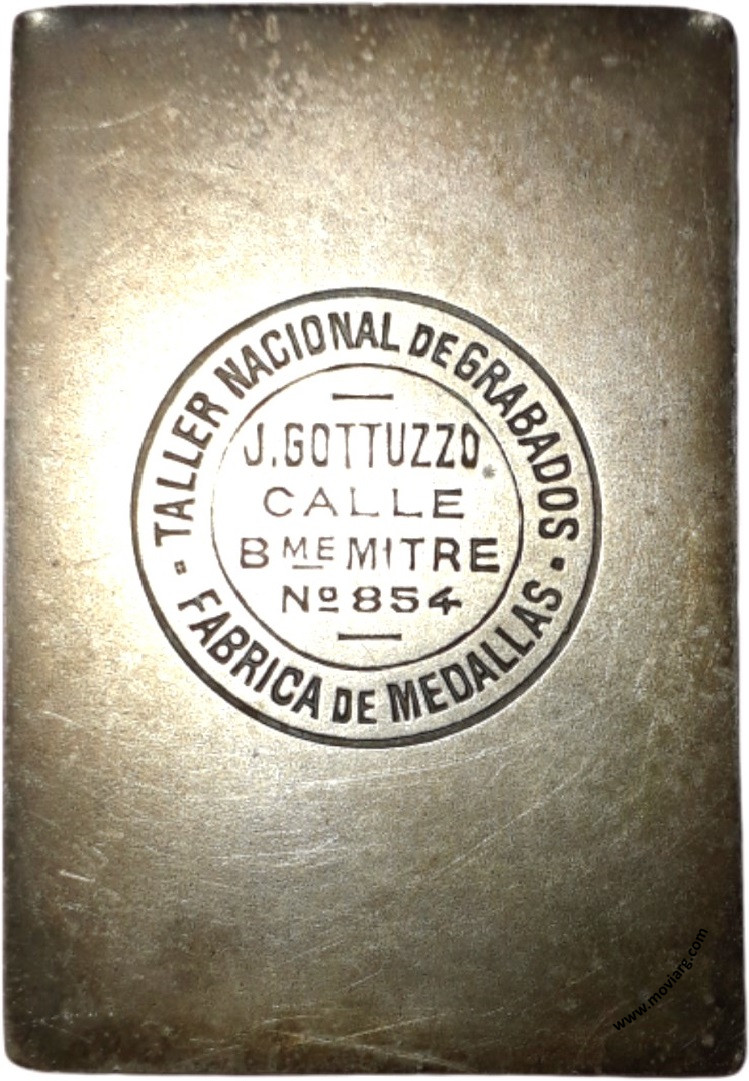 TALLER NACIONAL DE GRABADOS
J. GOTTUZZO
CALLE
BME MITRE
Nº 854
FABRICA DE MEDALLAS
www.moviarg.com